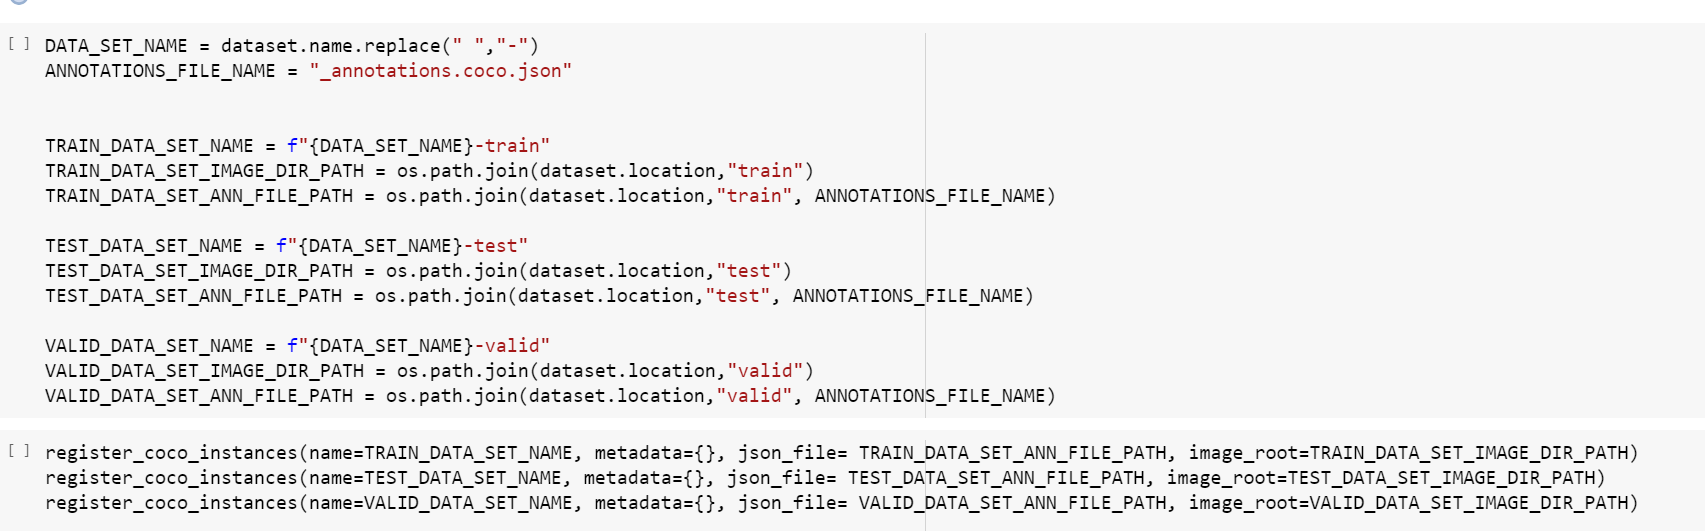 [ ] DATA_SET_NAME = dataset.name.replace(" ","-")
ANNOTATIONS_FILE_NAME = "_annotations.coco.json"
TRAIN_DATA_SET_NAME = f"{DATA_SET_NAME}-train"
TRAIN_DATA_SET_IMAGE_DIR_PATH = os.path.join(dataset.location,"train")
TRAIN_DATA_SET_ANN_FILE_PATH = os.path.join(dataset.location,"train", ANNOTATIONS_FILE_NAME)
TEST_DATA_SET_NAME = f"{DATA_SET_NAME}-test"
TEST_DATA_SET_IMAGE_DIR_PATH = os.path.join(dataset.location,"test")
TEST_DATA_SET_ANN_FILE_PATH = os.path.join(dataset.location,"test", ANNOTATIONS_FILE_NAME)
VALID_DATA_SET_NAME = f"{DATA_SET_NAME}-valid"
VALID_DATA_SET_IMAGE_DIR_PATH = os.path.join(dataset.location,"valid")
VALID_DATA_SET_ANN_FILE_PATH = os.path.join(dataset.location,"valid", ANNOTATIONS_FILE_NAME)
[ ] register_coco_instances(name=TRAIN_DATA_SET_NAME, metadata={}, json_file= TRAIN_DATA_SET_ANN_FILE_PATH, image_root=TRAIN_DATA_SET_IMAGE_DIR_PATH)
register_coco_instances(name=TEST_DATA_SET_NAME, metadata={}, json_file= TEST_DATA_SET_ANN_FILE_PATH, image_root=TEST_DATA_SET_IMAGE_DIR_PATH)
register_coco_instances(name=VALID_DATA_SET_NAME, metadata={}, json_file= VALID_DATA_SET_ANN_FILE_PATH, image_root=VALID_DATA_SET_IMAGE_DIR_PATH)